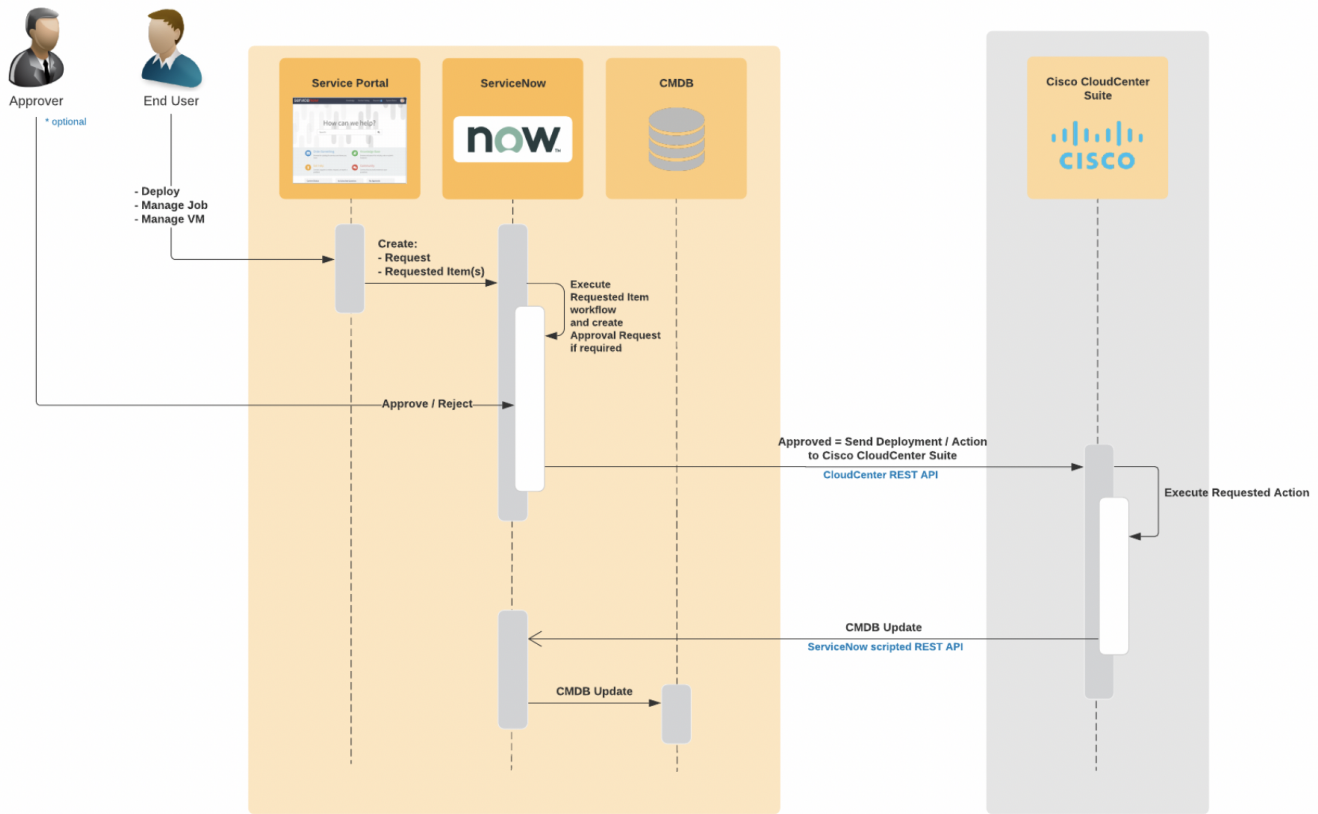 Approver
* optional
End User
- Deploy
- Manage Job
- Manage VM
Service Portal
How can we help?
ServiceNow
now
TM
CMDB
Cisco CloudCenter
Suite
CISCO
Create:
- Request
- Requested Item(s)
Execute
Requested Item
workflow
and create
Approval Request
if required
Approve / Reject
Approved = Send Deployment / Action
to Cisco CloudCenter Suite
CloudCenter REST API
Execute Requested Action
CMDB Update
ServiceNow scripted REST API
CMDB Update